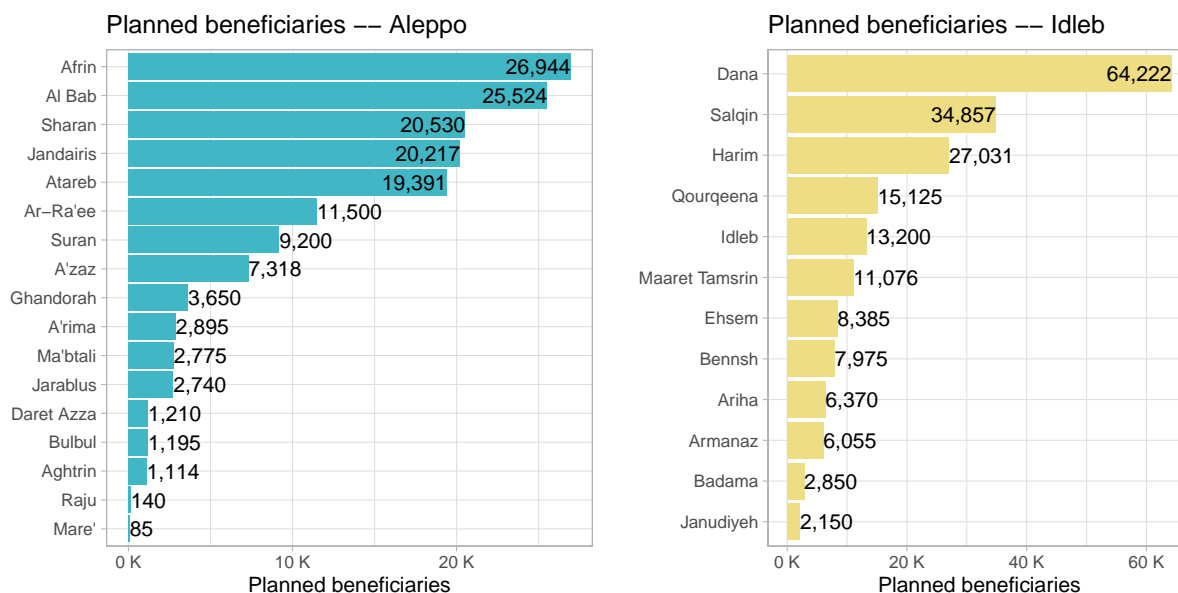 Planned beneficiaries −− Aleppo
Afrin 26,944
Al Bab 25,524
Sharan 20,530
Jandairis 20,217
Atareb 19,391
Ar−Ra'ee 11,500
Suran 9,200
A'zaz 7,318
Ghandorah 3,650
A'rima 2,895
Ma'btali 2,775
Jarablus 2,740
Daret Azza 1,210
Bulbul 1,195
Aghtrin 1,114
Raju 140
Mare' 85
0 K 10 K 20 K
Planned beneficiaries
Planned beneficiaries −− Idleb
Dana 64,222
Salqin 34,857
Harim 27,031
Qourqeena 15,125
Idleb 13,200
Maaret Tamsrin 11,076
Ehsem 8,385
Bennsh 7,975
Ariha 6,370
Armanaz 6,055
Badama 2,850
Janudiyeh 2,150
0 K 20 K 40 K 60 K
Planned beneficiaries